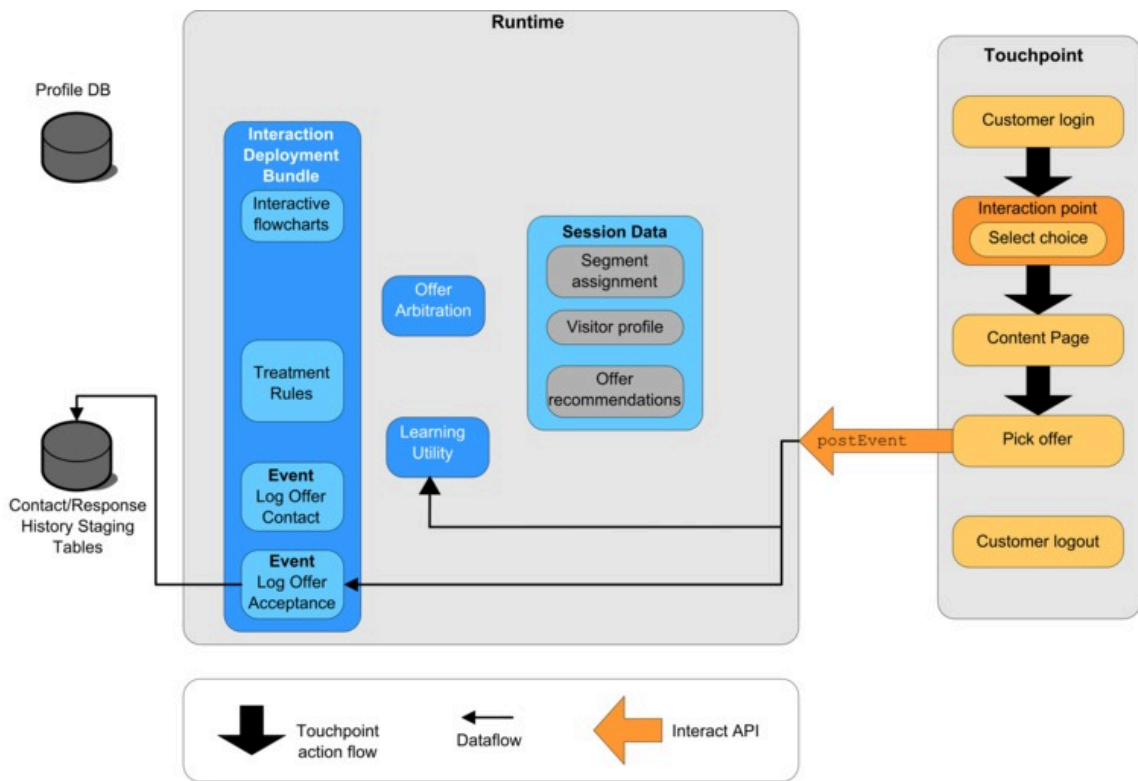 Runtime
Touchpoint
Profile DB
Customer login
Interaction
Deployment
Bundle
Interactive
flowcharts
Interaction point
Select choice
Session Data
Segment
assignment
Offer
Arbitration
Visitor profile
Content Page
Treatment
Rules
Offer
recommendations
Learning
Utility
postEvent
Pick offer
Event
Log Offer
Contact
Contact/Response
History Staging
Tables
Customer logout
Event
Log Offer
Acceptance
Touchpoint
action flow
Dataflow
Interact API